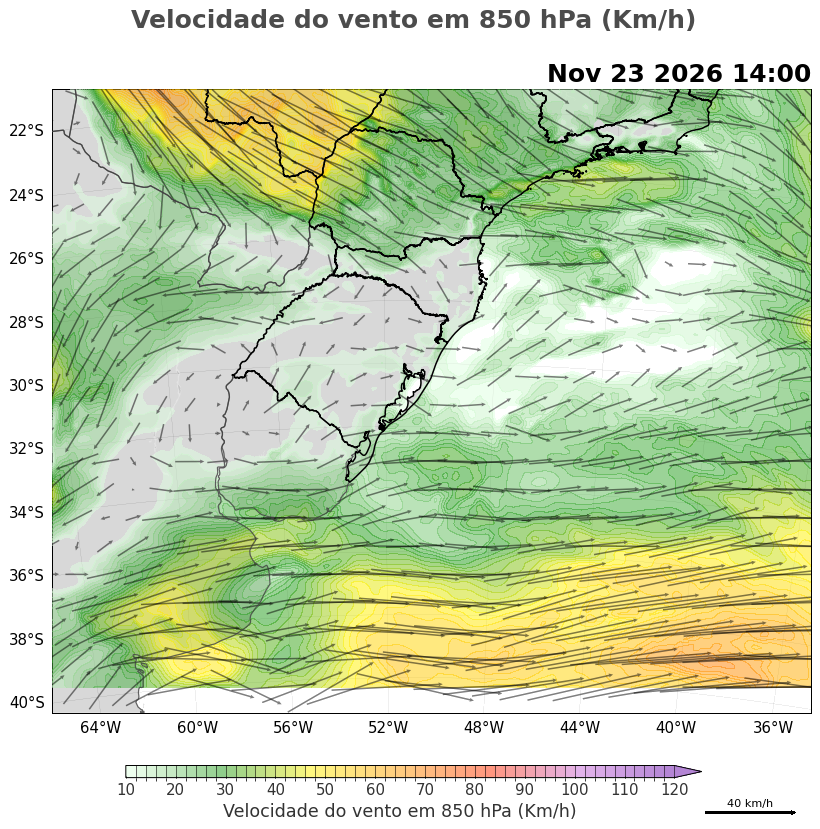 Velocidade do vento em 850 hPa (Km/h)
Nov 23 2026 14:00
22°S
24°S
26°S
28°S
30°S
32°S
34°S
36°S
38°S
40°S
64°W 60°W 56°W 52°W 48°W 44°W 40°W 36°W
10 20 30 40 50 60 70 80 90 100 110 120
Velocidade do vento em 850 hPa (Km/h)
40 km/h